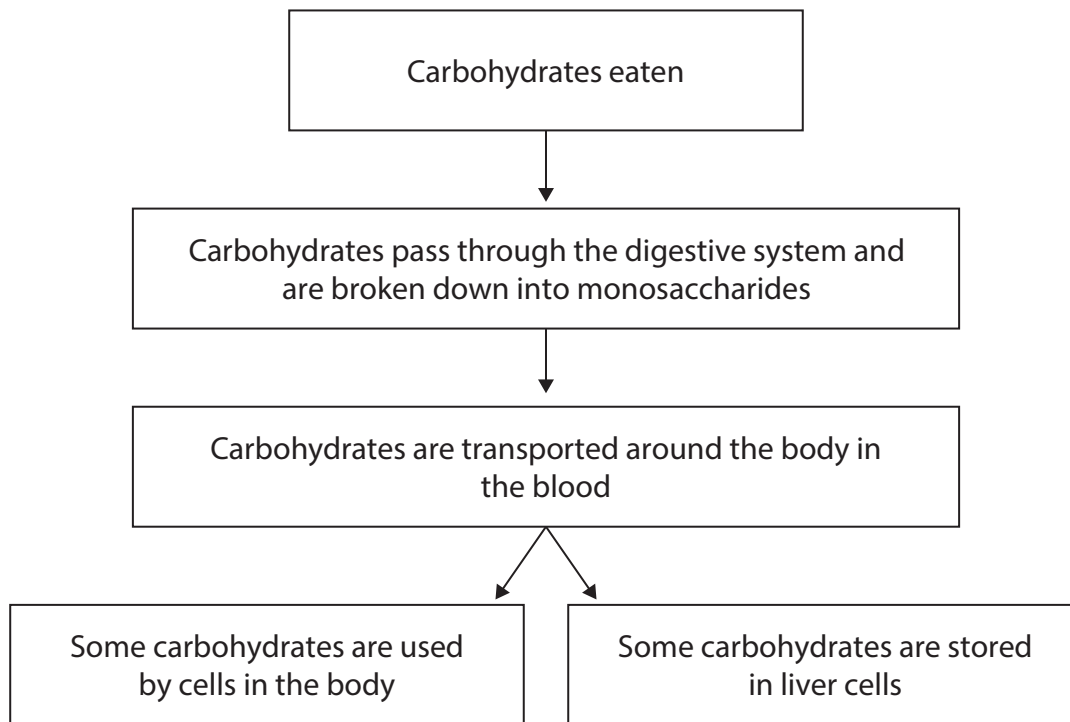 Carbohydrates eaten
Carbohydrates pass through the digestive system and
are broken down into monosaccharides
Carbohydrates are transported around the body in
the blood
Some carbohydrates are used
by cells in the body
Some carbohydrates are stored
in liver cells